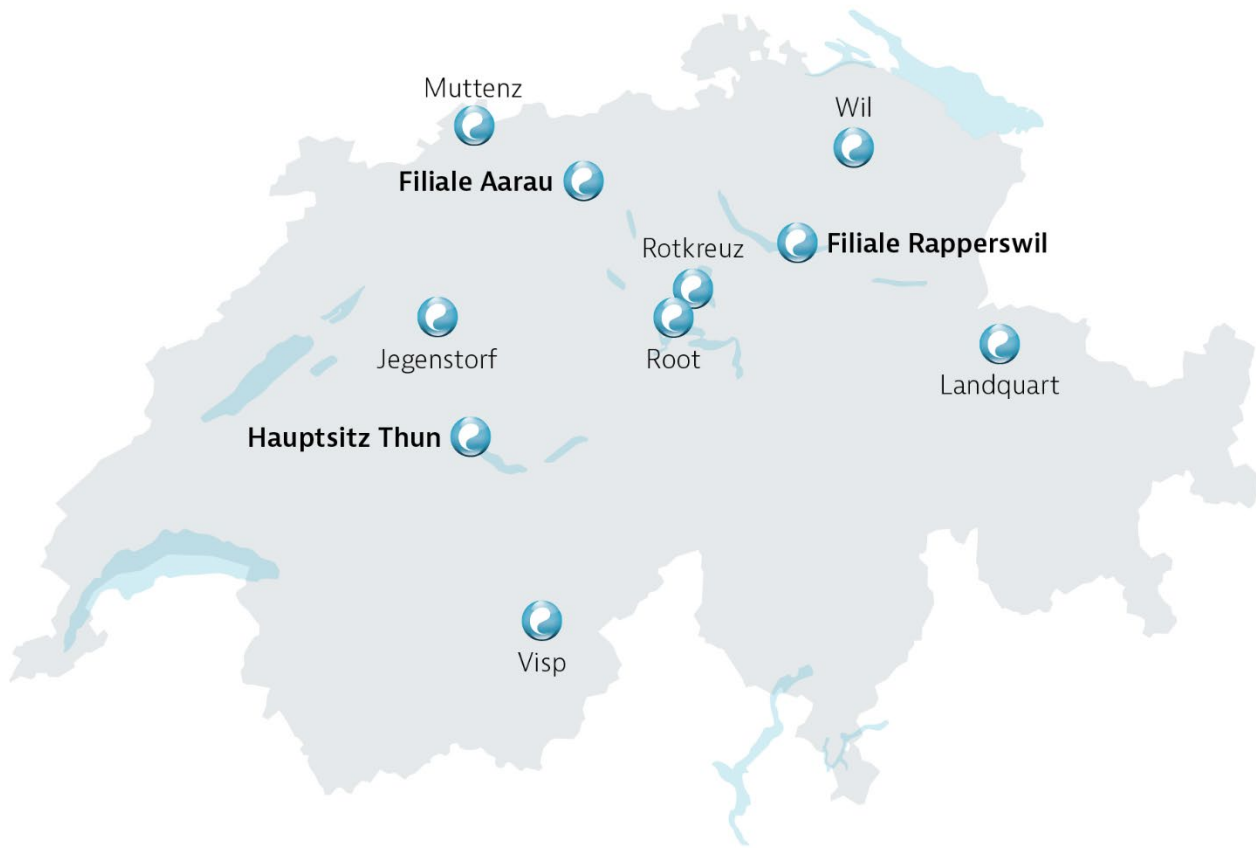 Muttenz
Wil
Filiale Aarau
Filiale Rapperswil
Rotkreuz
Jegenstorf
Root
Landquart
Hauptsitz Thun
Visp